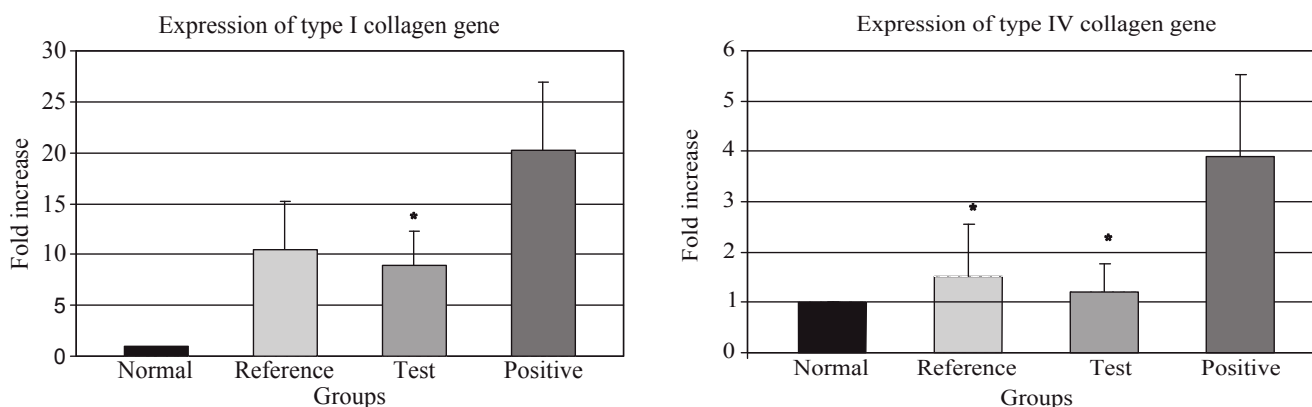 Expression of type I collagen gene
30
25
20
15
10
5
0
Fold increase
*
Normal Reference Test Positive
Groups
Expression of type IV collagen gene
6
5
4
3
2
1
0
Fold increase
*
*
Normal Reference Test Positive
Groups